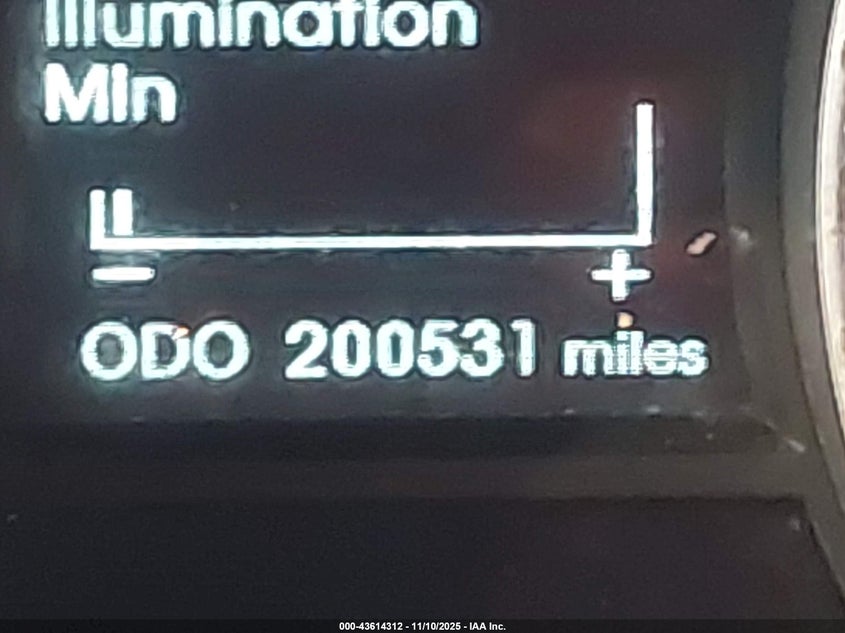 Illumination
Min
− +
ODO 200531 miles
000-43614312 - 11/10/2025 - IAA Inc.